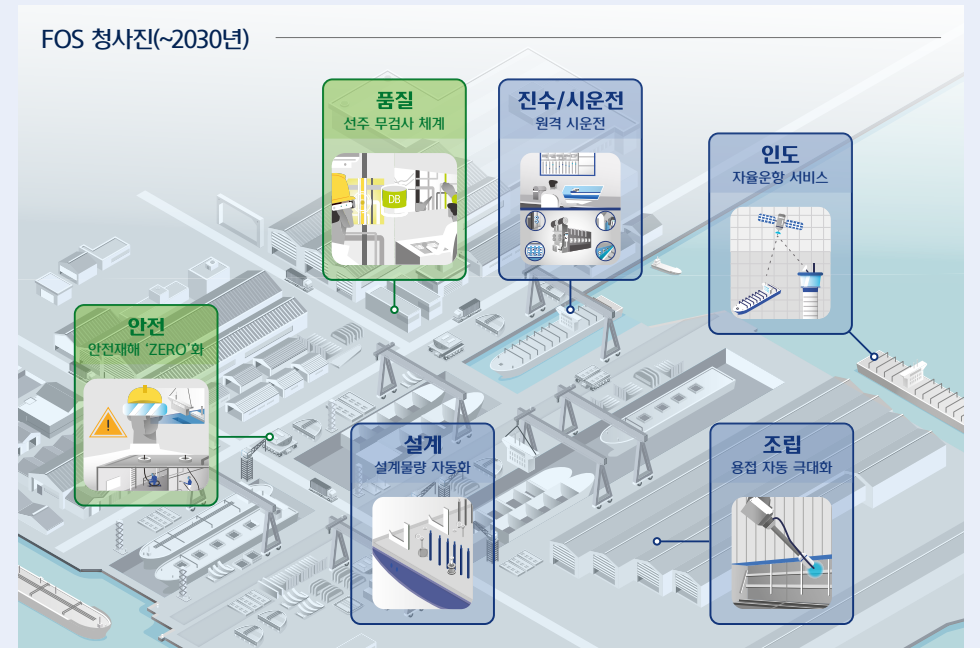 FOS 청사진(~2030년)
품질
선주 무검사 체계
DB
진수/시운전
원격 시운전
인도
자율운항 서비스
안전
안전재해 ‘ZERO’화
!
설계
설계물량 자동화
조립
용접 자동 극대화